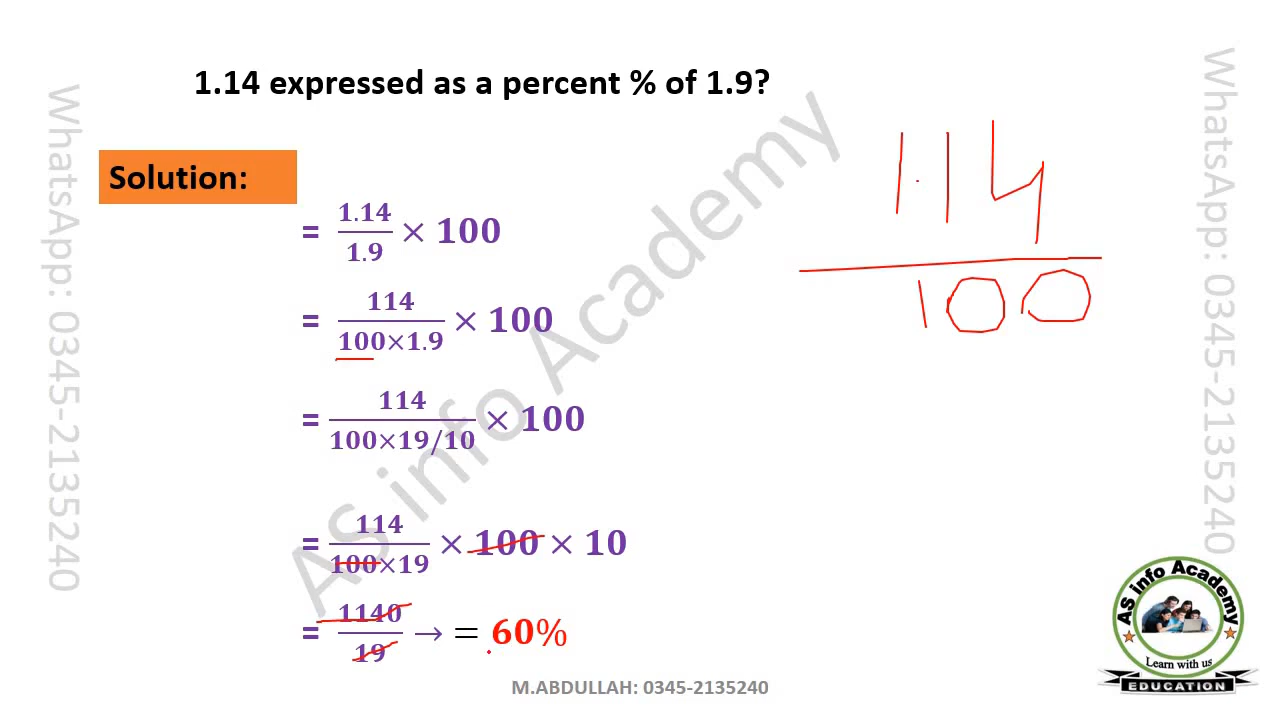 1.14 expressed as a percent % of 1.9?
Solution:
= 1.14/1.9 × 100
= 114/100×1.9 × 100
= 114/100×19/10 × 100
= 114/100×19 × 100 × 10
= 1140/19 → = 60%
1.14
100
WhatsApp: 0345-2135240
WhatsApp: 0345-2135240
AS info Academy
AS info Academy
Learn with us
EDUCATION
M.ABDULLAH: 0345-2135240